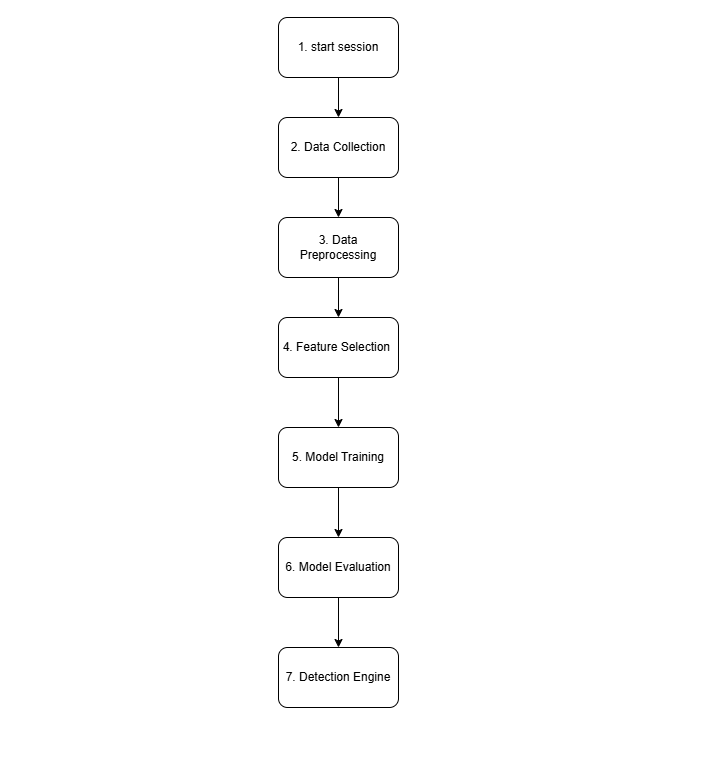 1. start session
2. Data Collection
3. Data
Preprocessing
4. Feature Selection
5. Model Training
6. Model Evaluation
7. Detection Engine